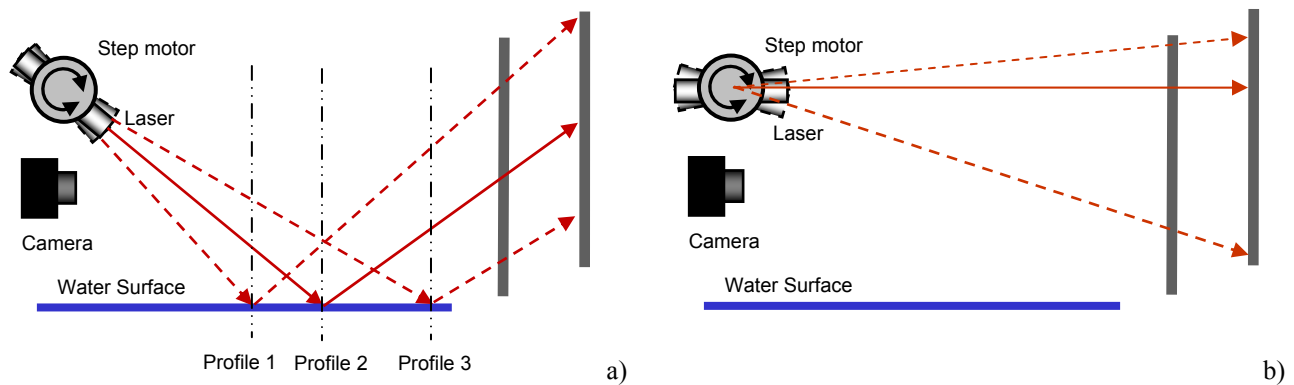 Step motor
Laser
Camera
Water Surface
Profile 1 Profile 2 Profile 3
a)
Step motor
Laser
Camera
Water Surface
b)